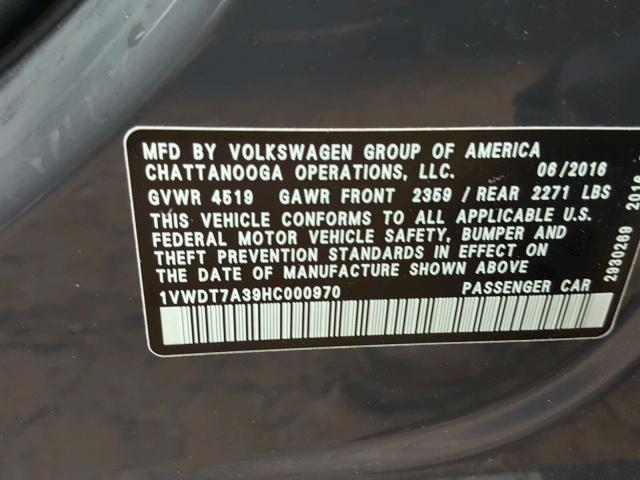 MFD BY VOLKSWAGEN GROUP OF AMERICA
CHATTANOOGA OPERATIONS, LLC. 06/2016
GVWR 4519 GAWR FRONT 2359 / REAR 2271 LBS
THIS VEHICLE CONFORMS TO ALL APPLICABLE U.S.
FEDERAL MOTOR VEHICLE SAFETY, BUMPER AND
THEFT PREVENTION STANDARDS IN EFFECT ON
THE DATE OF MANUFACTURE SHOWN ABOVE
1VWDT7A39HC000970 PASSENGER CAR
2930269